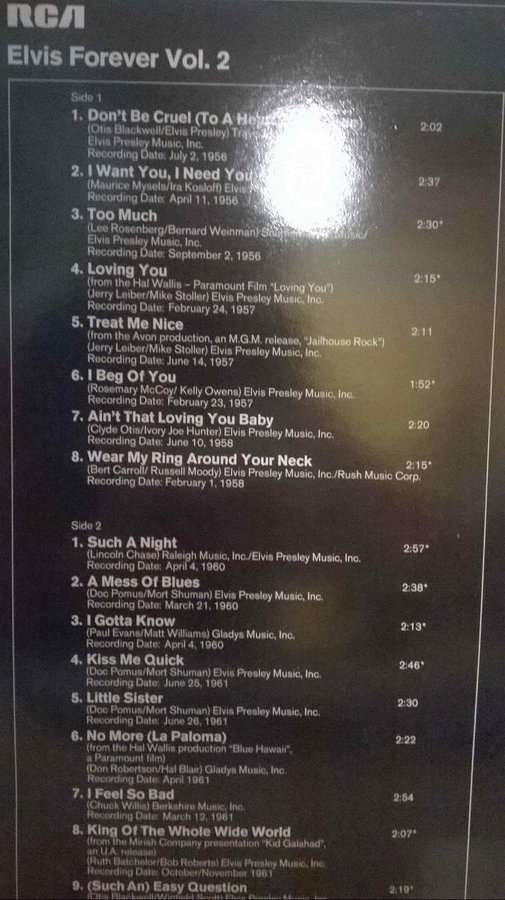 RCA
Elvis Forever Vol. 2
Side 1
1. Don't Be Cruel (To A 2:02
(Otis Blackwell/Elvis Presley)
Elvis Presley Music, Inc.
Recording Date: July 2, 1956
2. I Want You, I Need You 2:37
(Maurice Mysels/Ira Kosloff) Elvis
Recording Date: April 11, 1956
3. Too Much 2:30*
(Lee Rosenberg/Bernard Weinman)
Elvis Presley Music, Inc.
Recording Date: September 2, 1956
4. Loving You 2:15*
(from the Hal Wallis – Paramount Film "Loving You")
(Jerry Leiber/Mike Stoller) Elvis Presley Music, Inc.
Recording Date: February 24, 1957
5. Treat Me Nice 2:11
(from the Avon production, an M.G.M. release, "Jailhouse Rock")
(Jerry Leiber/Mike Stoller) Elvis Presley Music, Inc.
Recording Date: June 14, 1957
6. I Beg Of You 1:52*
(Rosemary McCoy/ Kelly Owens) Elvis Presley Music, Inc.
Recording Date: February 23, 1957
7. Ain't That Loving You Baby 2:20
(Clyde Otis/Ivory Joe Hunter) Elvis Presley Music, Inc.
Recording Date: June 10, 1958
8. Wear My Ring Around Your Neck 2:15*
(Bert Carroll/ Russell Moody) Elvis Presley Music, Inc./Rush Music Corp.
Recording Date: February 1, 1958
Side 2
1. Such A Night 2:57*
(Lincoln Chase) Raleigh Music, Inc./Elvis Presley Music, Inc.
Recording Date: April 4, 1960
2. A Mess Of Blues 2:38*
(Doc Pomus/Mort Shuman) Elvis Presley Music, Inc.
Recording Date: March 21, 1960
3. I Gotta Know 2:13*
(Paul Evans/Matt Williams) Gladys Music, Inc.
Recording Date: April 4, 1960
4. Kiss Me Quick 2:46*
(Doc Pomus/Mort Shuman) Elvis Presley Music, Inc.
Recording Date: June 25, 1961
5. Little Sister 2:30
(Doc Pomus/Mort Shuman) Elvis Presley Music, Inc.
Recording Date: June 26, 1961
6. No More (La Paloma) 2:22
(from the Hal Wallis production "Blue Hawaii",
a Paramount film)
(Don Robertson/Hal Blair) Gladys Music, Inc.
Recording Date: April 1961
7. I Feel So Bad 2:54
(Chuck Willis) Berkshire Music, Inc.
Recording Date: March 12, 1961
8. King Of The Whole Wide World 2:07*
(from the Mirish Company presentation "Kid Galahad",
an U.A. release)
(Ruth Batchelor/Bob Roberts) Elvis Presley Music, Inc.
Recording Date: October/November 1961
9. (Such An) Easy Question 2:19*
(Otis Blackwell/Winfield Scott) Elvis Presley Music, Inc.